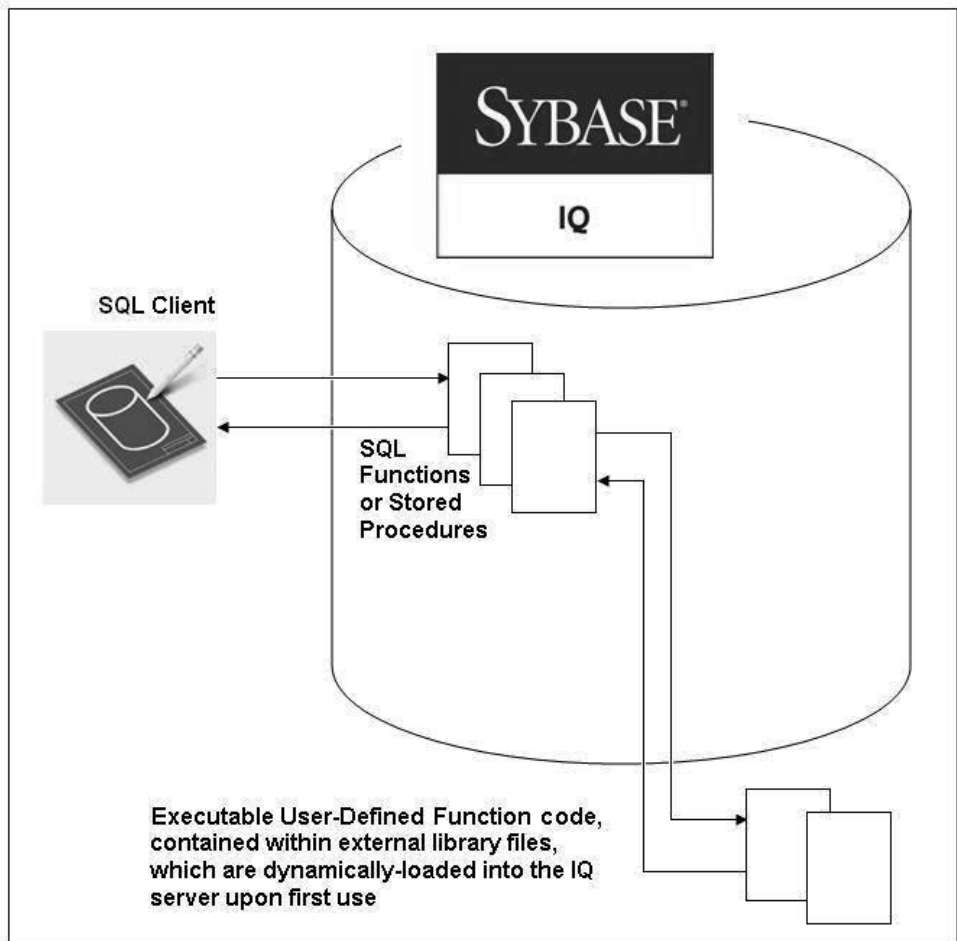 SYBASE®
IQ
SQL Client
SQL
Functions
or Stored
Procedures
Executable User-Defined Function code,
contained within external library files,
which are dynamically-loaded into the IQ
server upon first use